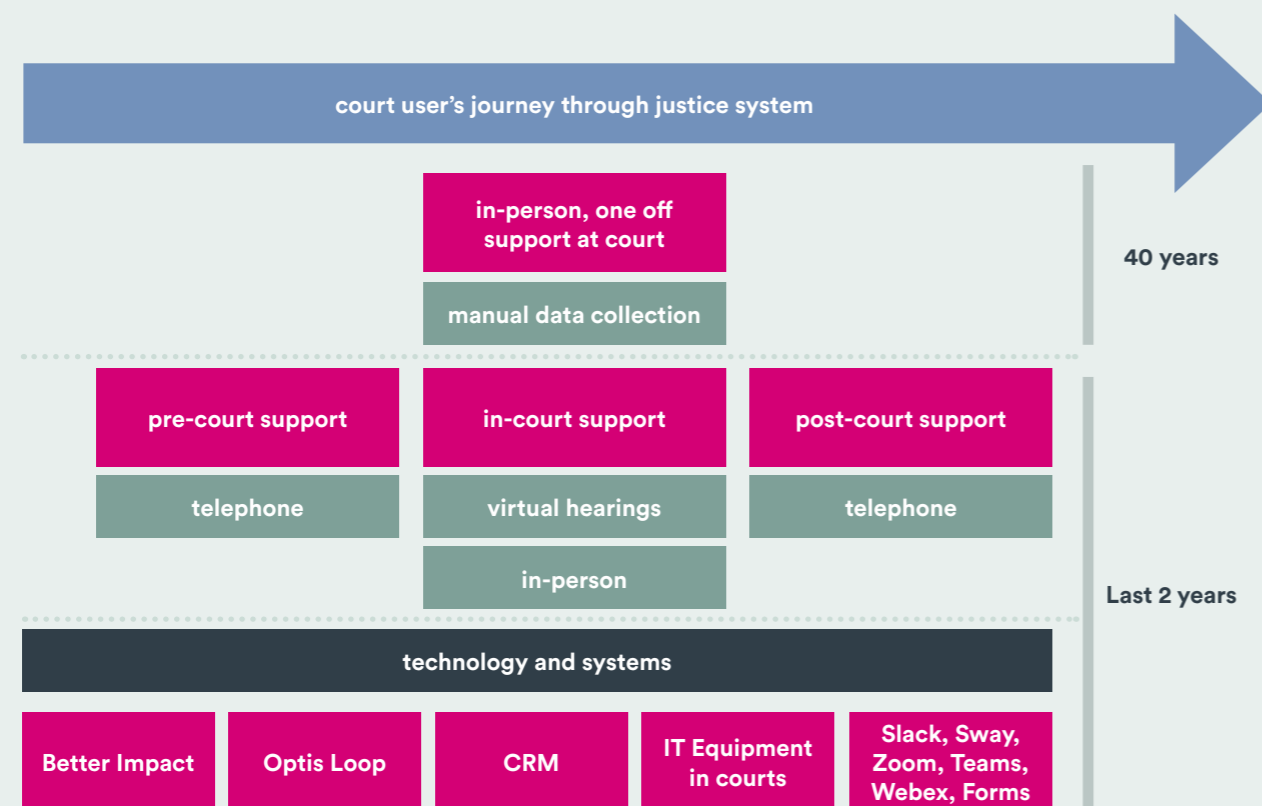 court user's journey through justice system
in-person, one off
support at court
40 years
manual data collection
pre-court support
in-court support
post-court support
telephone
virtual hearings
telephone
in-person
Last 2 years
technology and systems
Better Impact
Optis Loop
CRM
IT Equipment
in courts
Slack, Sway,
Zoom, Teams,
Webex, Forms